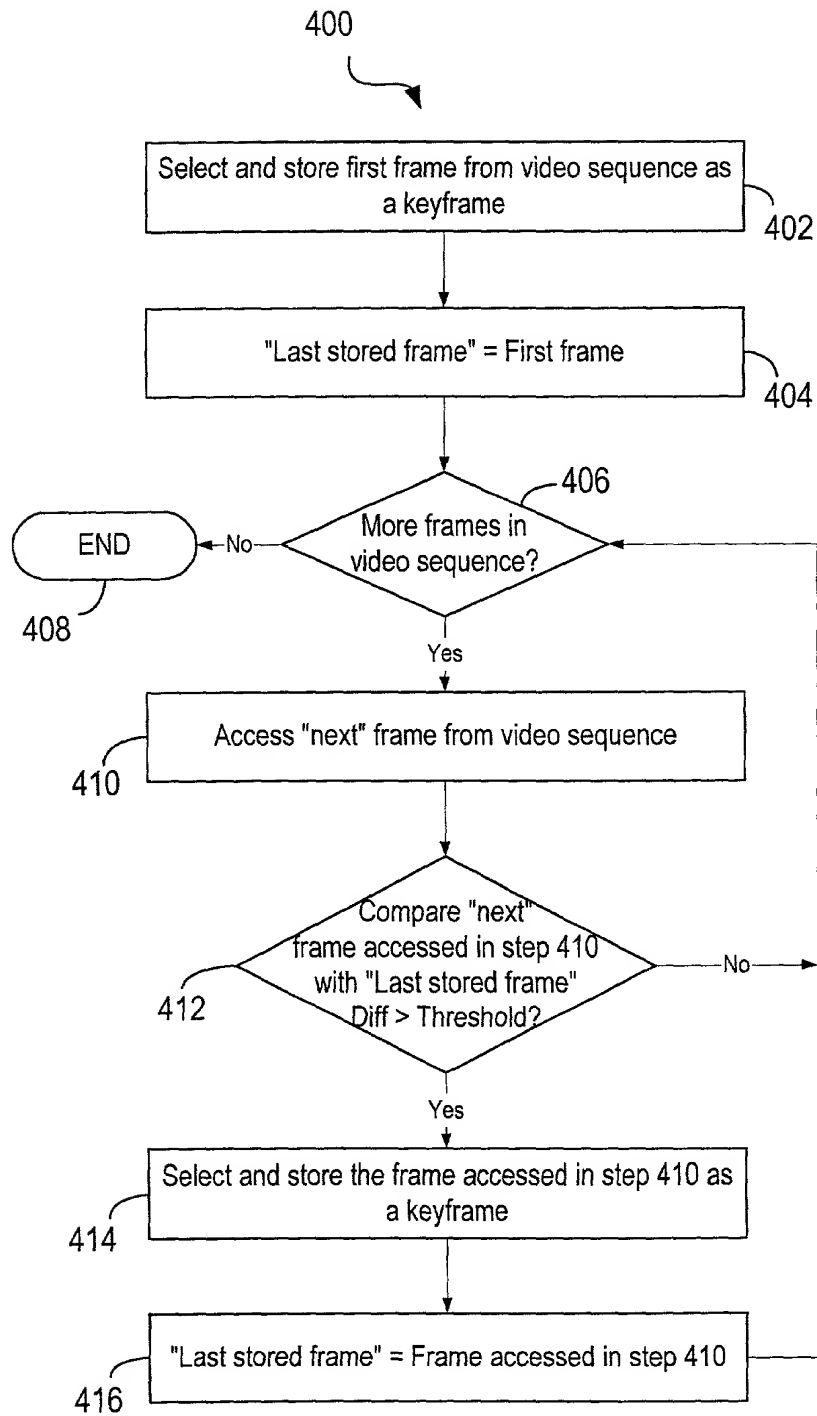 400
Select and store first frame from video sequence as
a keyframe
402
"Last stored frame" = First frame
404
406
More frames in
video sequence?
No
END
408
Yes
Access "next" frame from video sequence
410
Compare "next"
frame accessed in step 410
with "Last stored frame"
Diff > Threshold?
No
412
Yes
Select and store the frame accessed in step 410 as
a keyframe
414
"Last stored frame" = Frame accessed in step 410
416